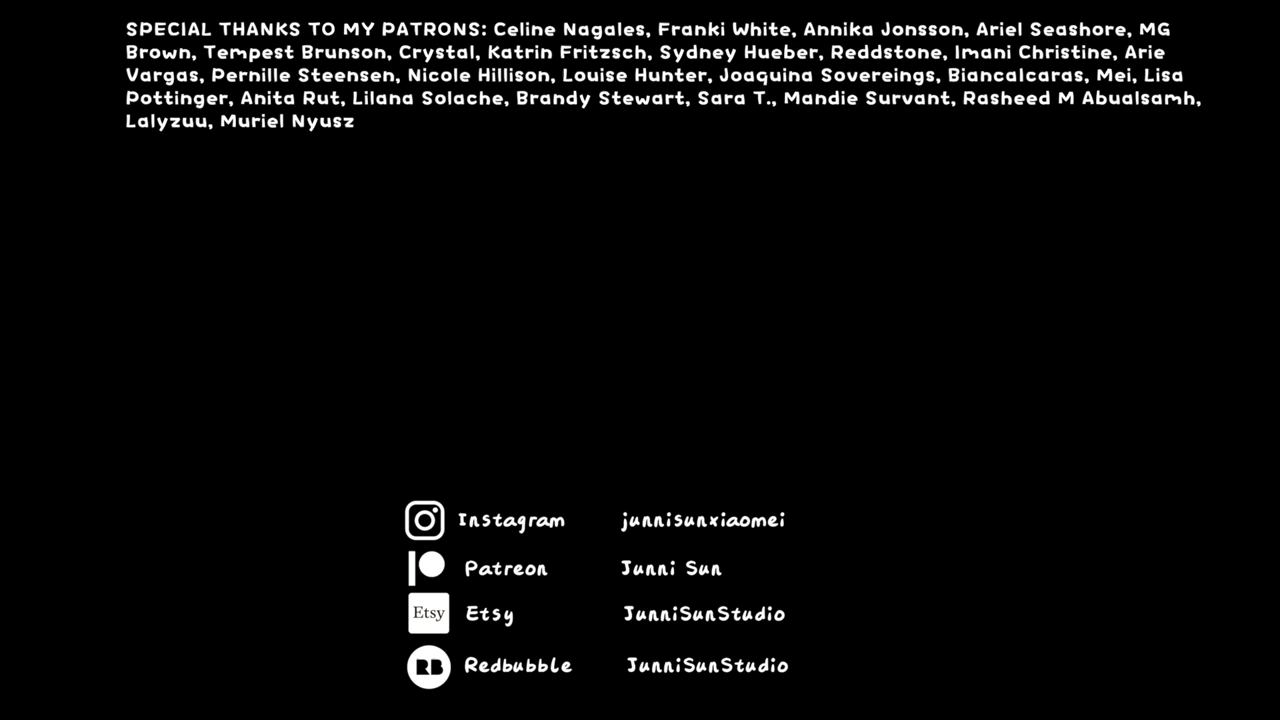 SPECIAL THANKS TO MY PATRONS: Celine Nagales, Franki White, Annika Jonsson, Ariel Seashore, MG
Brown, Tempest Brunson, Crystal, Katrin Fritzsch, Sydney Hueber, Reddstone, Imani Christine, Arie
Vargas, Pernille Steensen, Nicole Hillison, Louise Hunter, Joaquina Sovereings, Biancalcaras, Mei, Lisa
Pottinger, Anita Rut, Lilana Solache, Brandy Stewart, Sara T., Mandie Survant, Rasheed M Abualsamh,
Lalyzuu, Muriel Nyusz
Instagram junnisunxiaomei
Patreon Junni Sun
Etsy Etsy JunniSunStudio
RB Redbubble JunniSunStudio